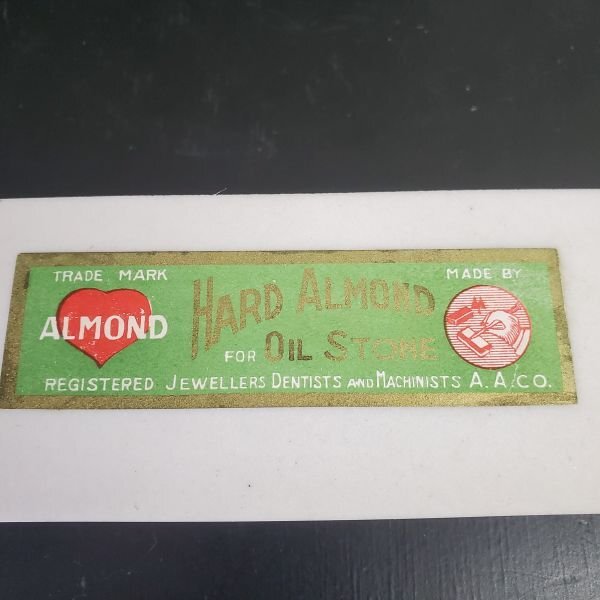 TRADE MARK
ALMOND
HARD ALMOND
FOR OIL STONE
MADE BY
REGISTERED JEWELLERS DENTISTS AND MACHINISTS A. A. CO.